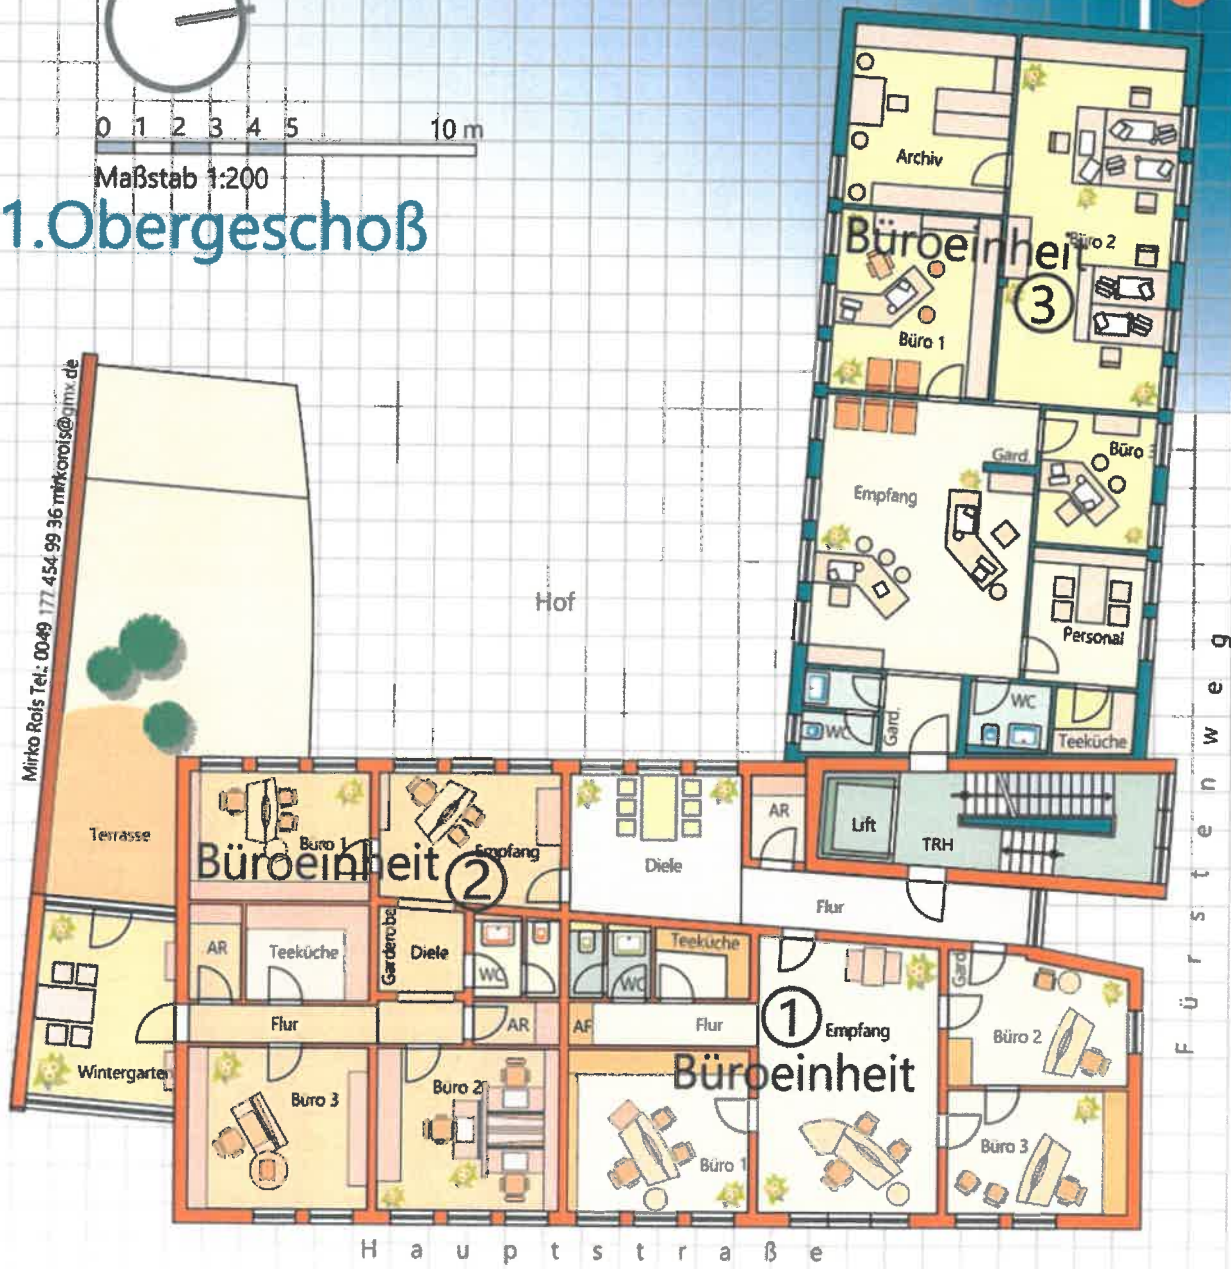 0 1 2 3 4 5 10 m
Maßstab 1:200
1.Obergeschoß
Mirko Rois Tel.: 0049 177 454 99 36 mirkorois@gmx.de
Archiv
Büroeinheit
3
Büro 2
Büro 1
Gard.
Büro 3
Empfang
Hof
Personal
WC
WC
Gard.
Teeküche
Fürstenweg
Terrasse
Büro 1
Büroeinheit
2
Empfang
Diele
AR
Lift
TRH
Flur
AR
Teeküche
Garderobe
Diele
WC
WC
Teeküche
Gard.
Flur
AR
Flur
1
Empfang
Büro 2
Wintergarten
Büro 3
Büro 2
Büroeinheit
Büro 1
Büro 3
Hauptstraße